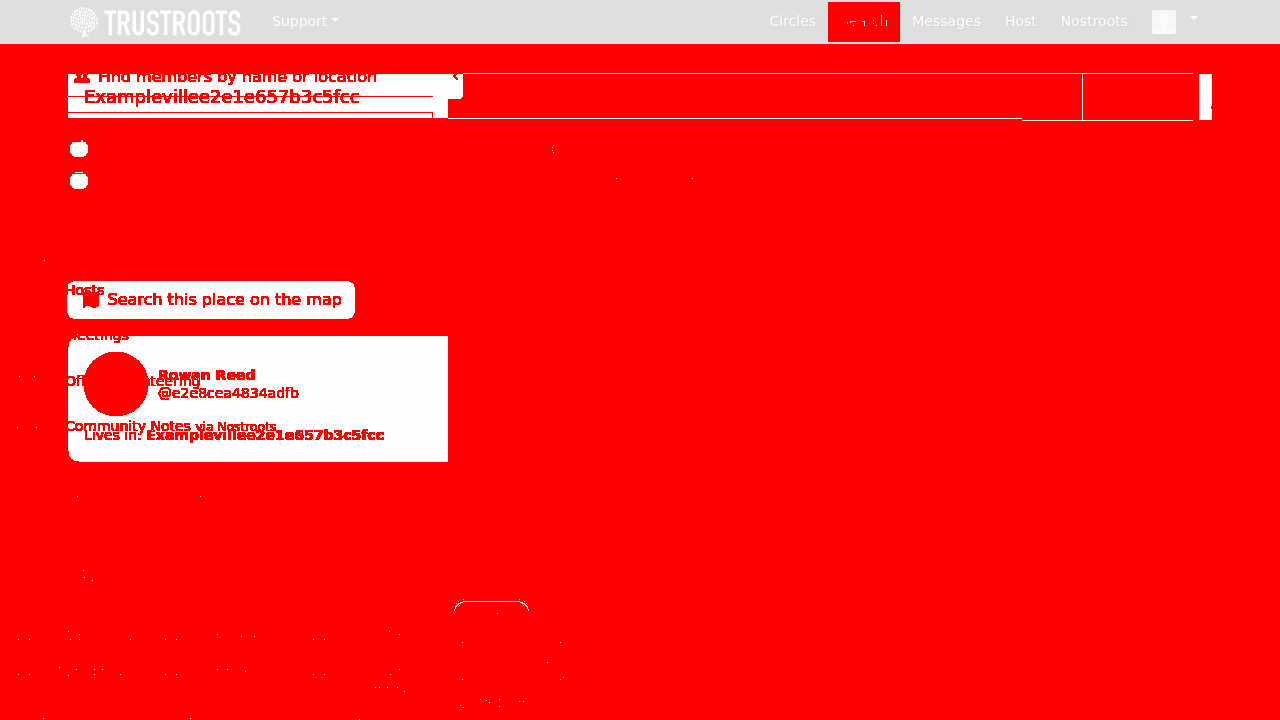 TRUSTROOTS Support Circles Messages Host Nostroots
Find members by name or location
Examplevillee2e1e657b3c5fcc
Hosts
Search this place on the map
Meetings
Rowan Reed
@e2e8cea4834adfb
Community Notes via Nostroots
Lives in: Examplevillee2e1e657b3c5fcc